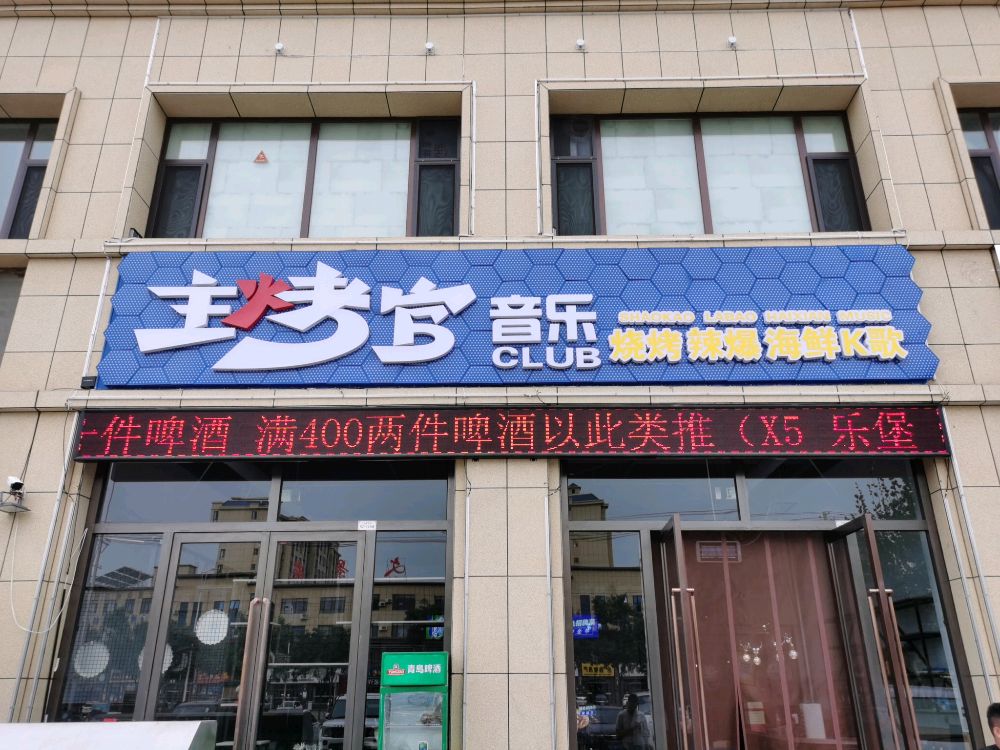 主烤官
音乐
CLUB
SHAOKAO LABAO HAIXIAN MUSIC
烧烤辣爆海鲜K歌
一件啤酒 满400两件啤酒以此类推（X5 乐堡
青岛啤酒